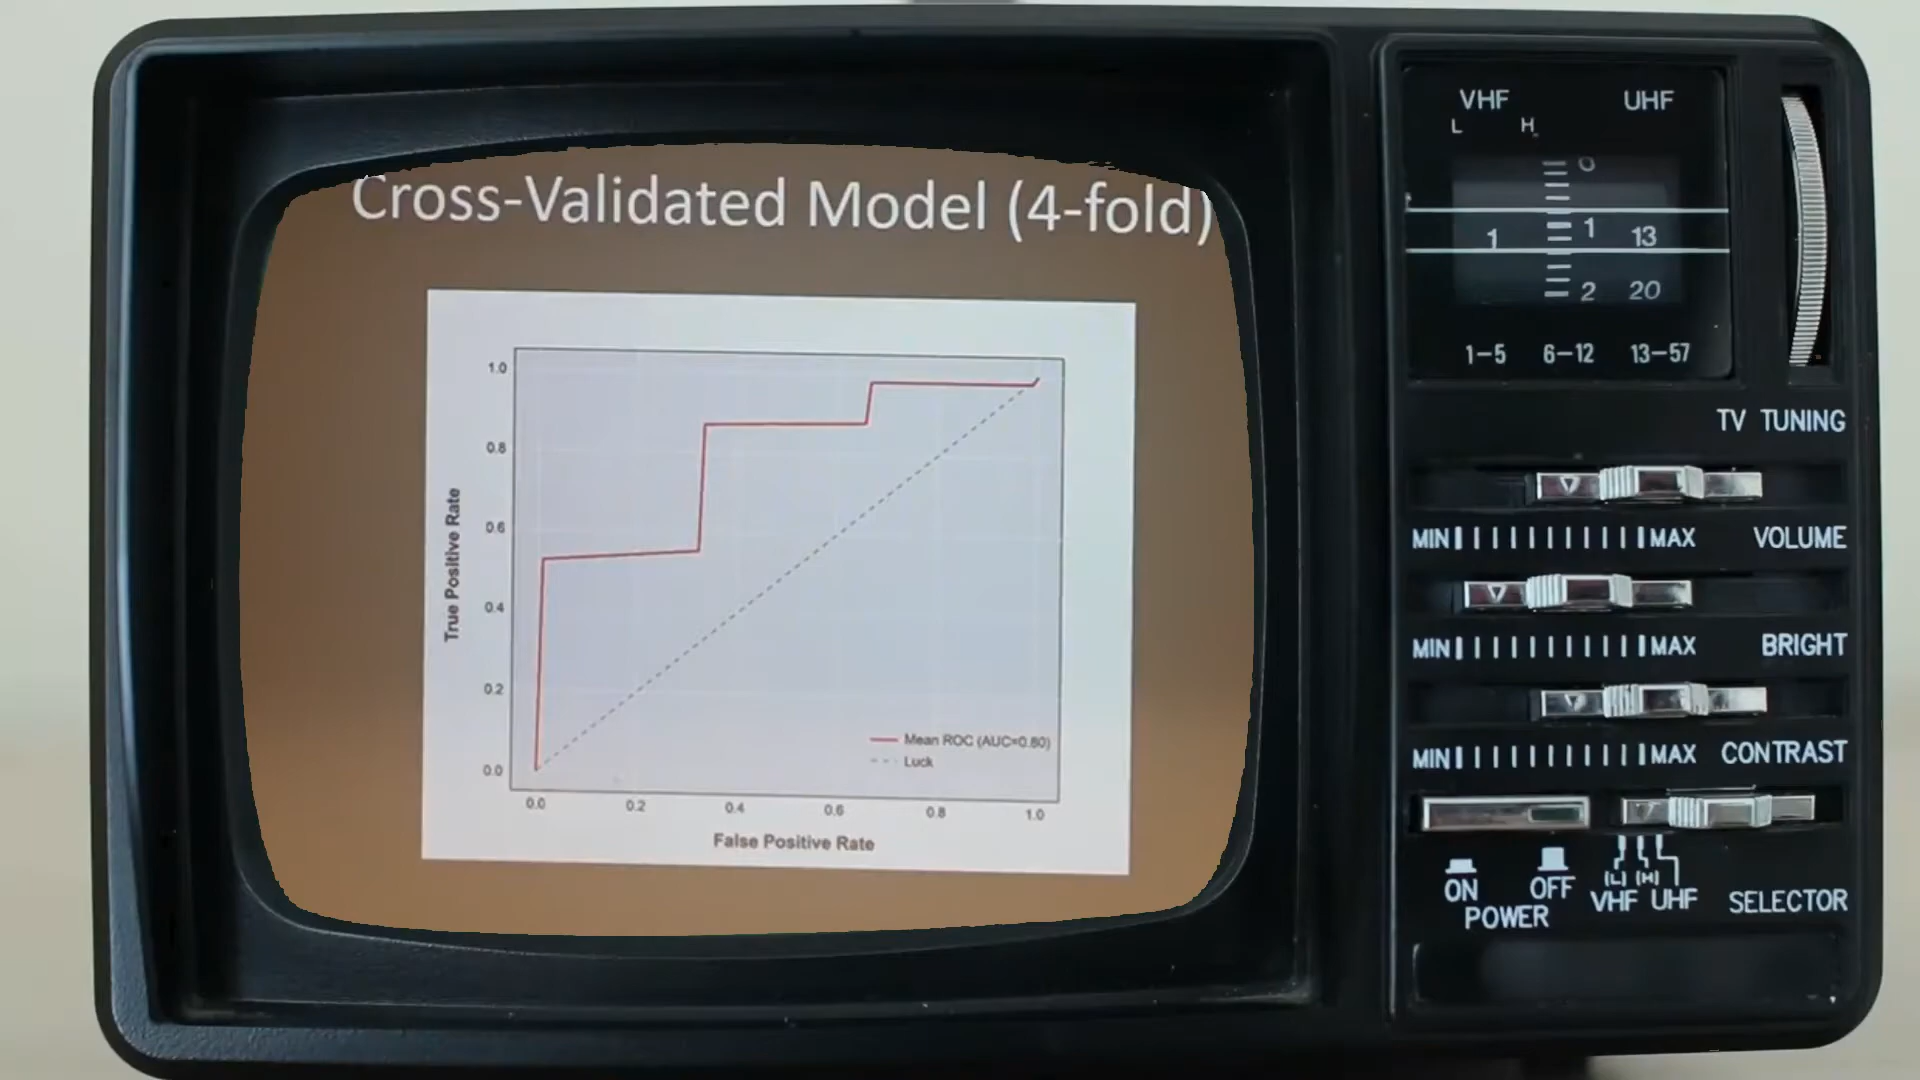 Cross-Validated Model (4-fold)
1.0
0.8
0.6
0.4
0.2
0.0
True Positive Rate
Mean ROC (AUC=0.80)
Luck
0.0 0.2 0.4 0.6 0.8 1.0
False Positive Rate
VHF UHF
L H
0
1 1 13
2 20
1-5 6-12 13-57
TV TUNING
MIN MAX VOLUME
MIN MAX BRIGHT
MIN MAX CONTRAST
ON OFF
POWER
(L) (H)
VHF UHF
SELECTOR